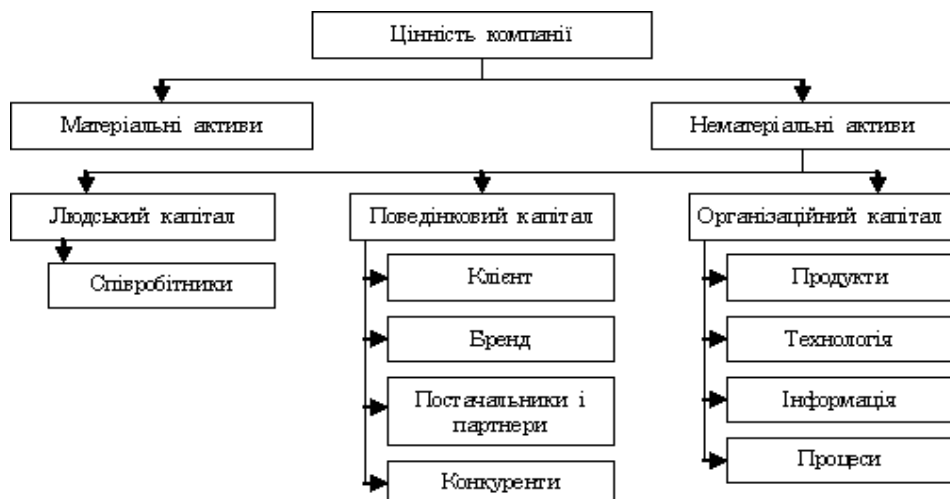 Цінність компанії
Матеріальні активи
Нематеріальні активи
Людський капітал
Поведінковий капітал
Організаційний капітал
Співробітники
Клієнт
Бренд
Постачальники і
партнери
Конкуренти
Продукти
Технологія
Інформація
Процеси